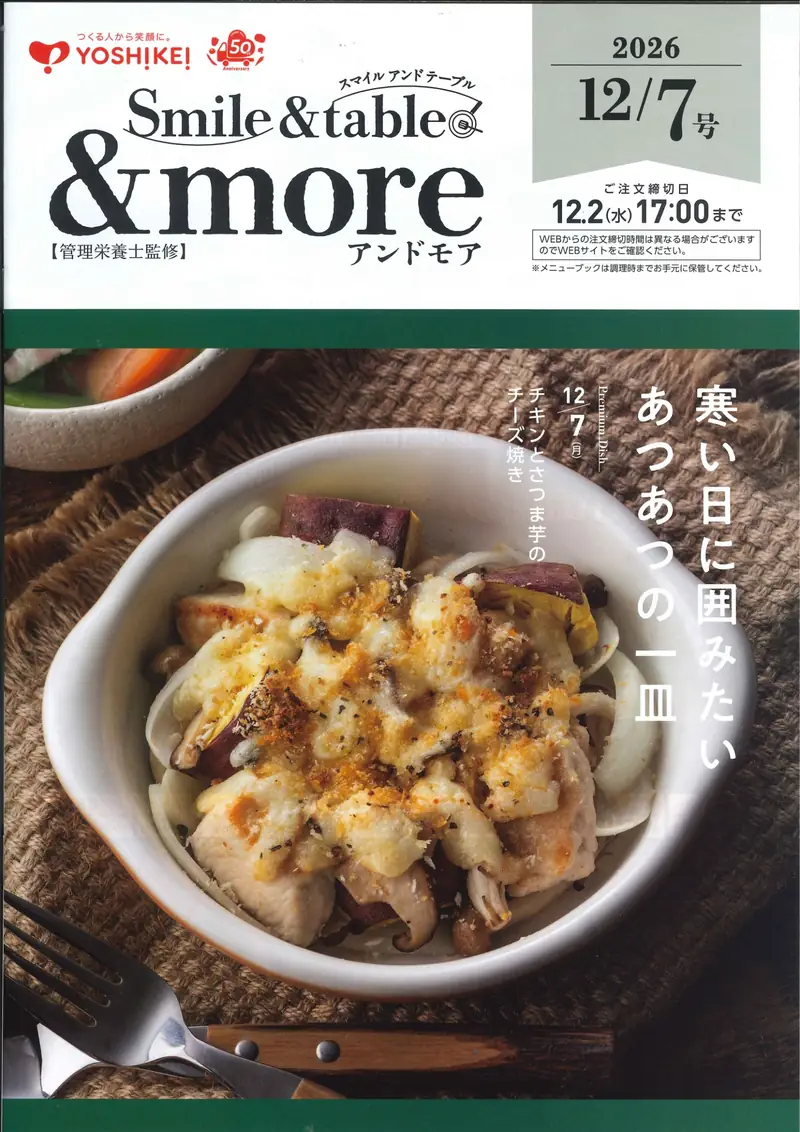 つくる人から笑顔に。
YOSHIKEI
50th
Anniversary
スマイル アンド テーブル
Smile & table
&more
アンドモア
【管理栄養士監修】
2026
12/7号
ご注文締切日
12.2(水)17:00まで
WEBからの注文締切時間は異なる場合がございます
のでWEBサイトをご確認ください。
※メニューブックは調理時までお手元に保管してください。
寒い日に囲みたい
あつあつの一皿
Premium Dish
12/7(月)
チキンとさつま芋の
チーズ焼き